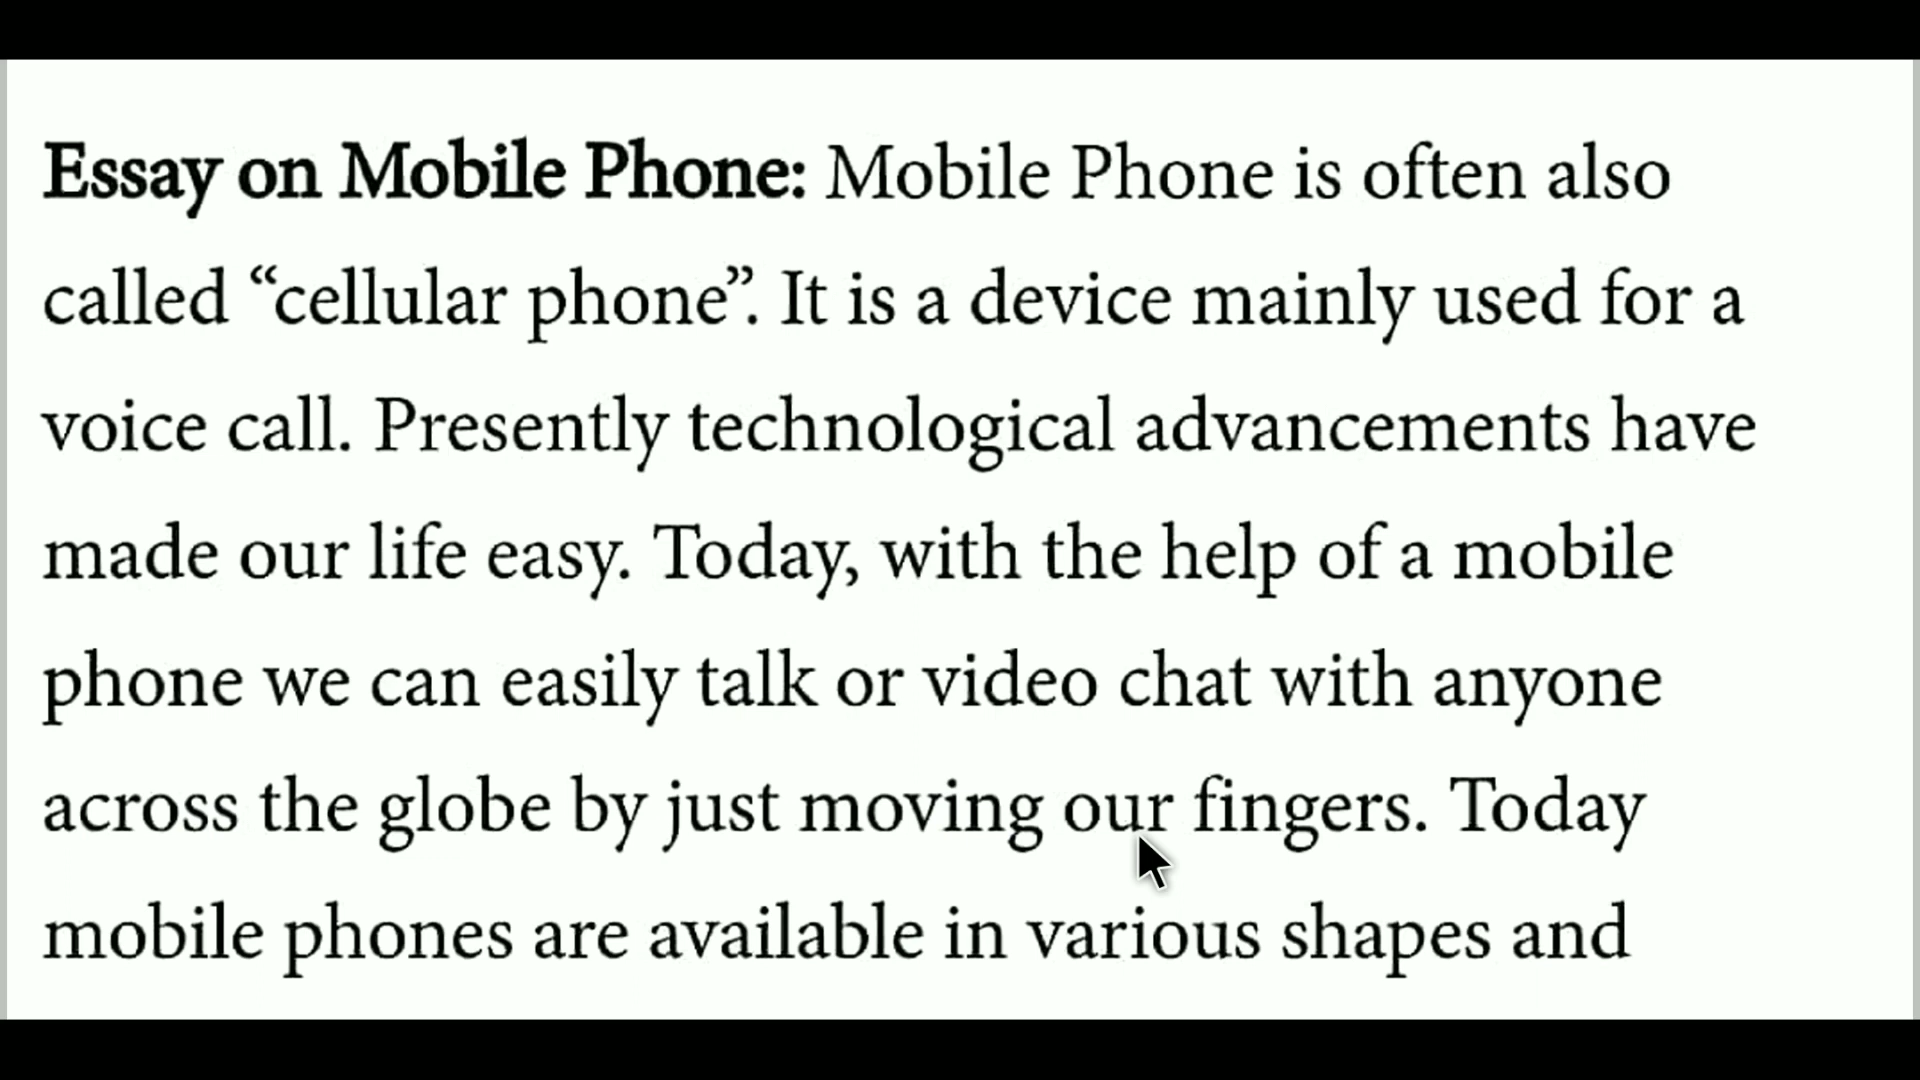 Essay on Mobile Phone: Mobile Phone is often also
called “cellular phone”. It is a device mainly used for a
voice call. Presently technological advancements have
made our life easy. Today, with the help of a mobile
phone we can easily talk or video chat with anyone
across the globe by just moving our fingers. Today
mobile phones are available in various shapes and